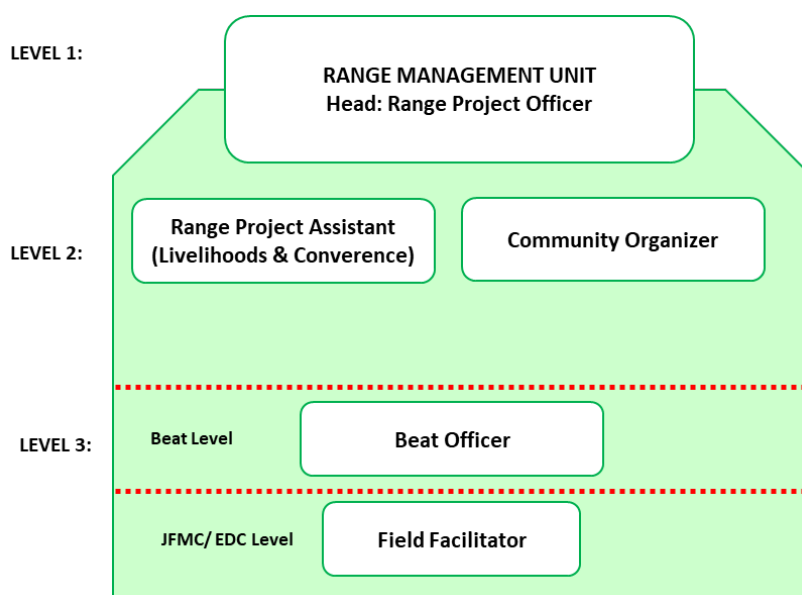 LEVEL 1:
RANGE MANAGEMENT UNIT
Head: Range Project Officer
LEVEL 2:
Range Project Assistant
(Livelihoods & Converence)
Community Organizer
LEVEL 3:
Beat Level
Beat Officer
JFMC/ EDC Level
Field Facilitator